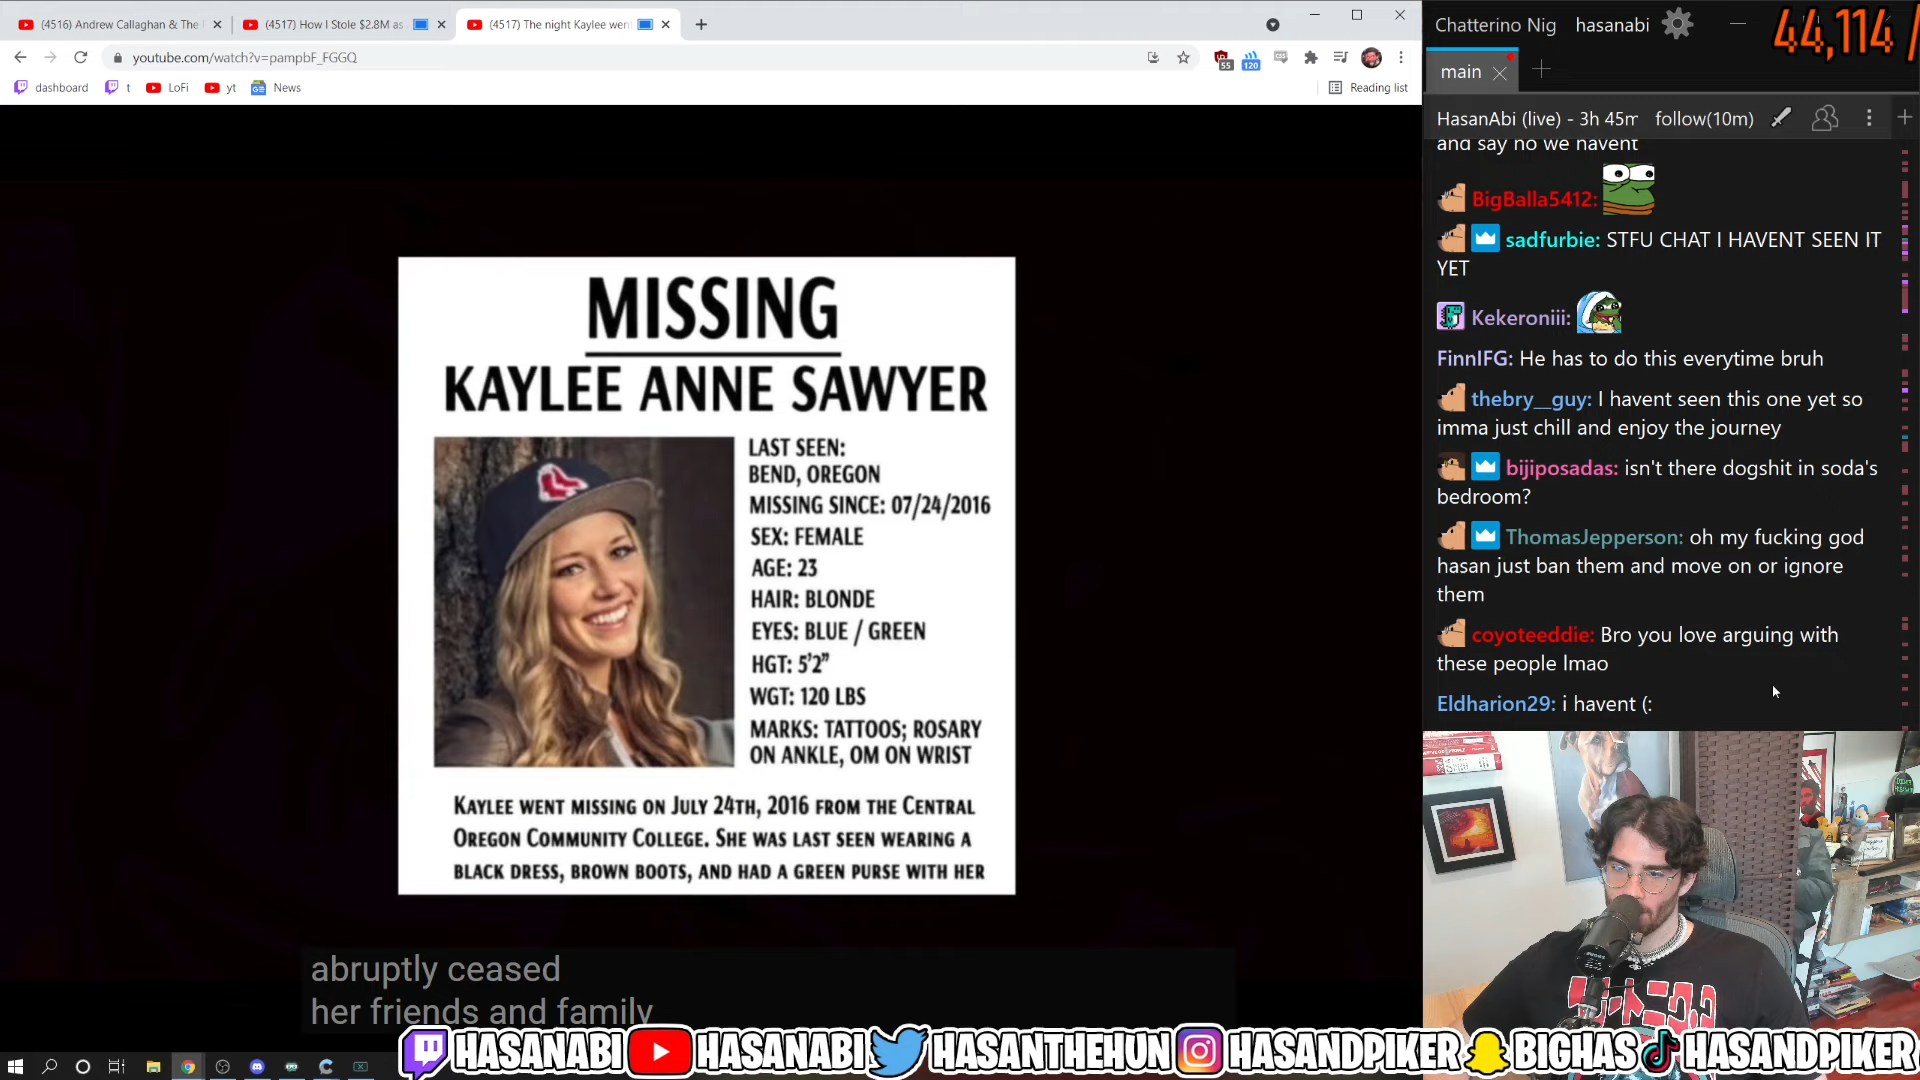 (4516) Andrew Callaghan & The
(4517) How I Stole $2.8M as
(4517) The night Kaylee wen
youtube.com/watch?v=pampbF_FGGQ
55
120
dashboard
t
LoFi
yt
News
Reading list
MISSING
KAYLEE ANNE SAWYER
LAST SEEN:
BEND, OREGON
MISSING SINCE: 07/24/2016
SEX: FEMALE
AGE: 23
HAIR: BLONDE
EYES: BLUE / GREEN
HGT: 5'2"
WGT: 120 LBS
MARKS: TATTOOS; ROSARY
ON ANKLE, OM ON WRIST
KAYLEE WENT MISSING ON JULY 24TH, 2016 FROM THE CENTRAL
OREGON COMMUNITY COLLEGE. SHE WAS LAST SEEN WEARING A
BLACK DRESS, BROWN BOOTS, AND HAD A GREEN PURSE WITH HER
abruptly ceased
her friends and family
Chatterino Nig
hasanabi
44,114 /
main
HasanAbi (live) - 3h 45m
follow(10m)
and say no we havent
BigBalla5412:
sadfurbie: STFU CHAT I HAVENT SEEN IT
YET
Kekeroniii:
FinnIFG: He has to do this everytime bruh
thebry__guy: I havent seen this one yet so
imma just chill and enjoy the journey
bijiposadas: isn't there dogshit in soda's
bedroom?
ThomasJepperson: oh my fucking god
hasan just ban them and move on or ignore
them
coyoteeddie: Bro you love arguing with
these people lmao
Eldharion29: i havent (:
HASANABI
HASANABI
HASANTHEHUN
HASANDPIKER
BIGHAS
HASANDPIKER